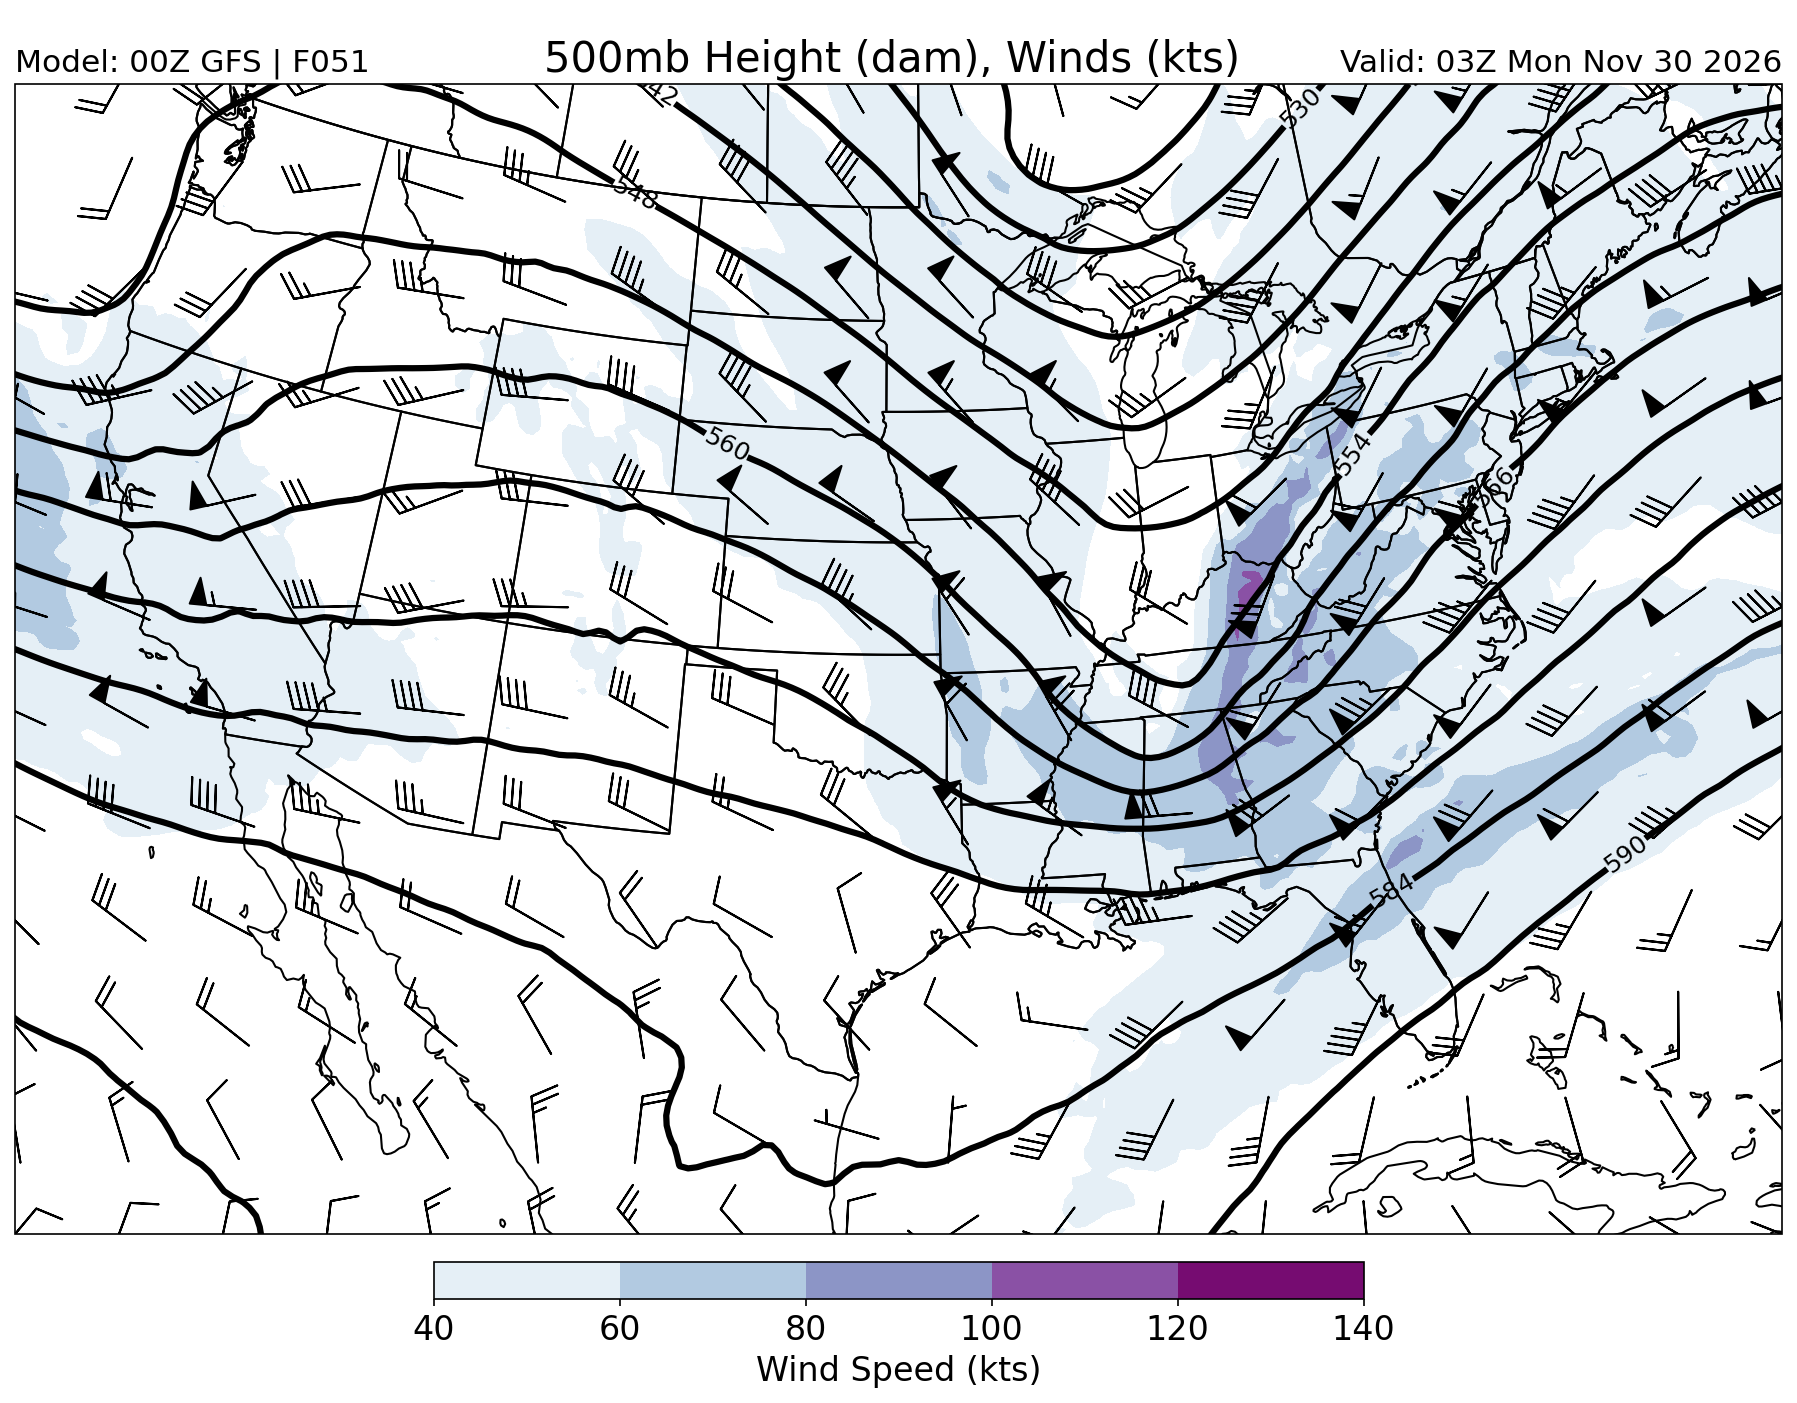 Model: 00Z GFS | F051
500mb Height (dam), Winds (kts)
Valid: 03Z Mon Nov 30 2026
42
530
548
560
554
566
584
590
40 60 80 100 120 140
Wind Speed (kts)